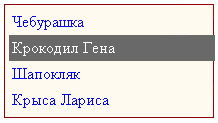 Чебурашка
Крокодил Гена
Шапокляк
Крыса Лариса